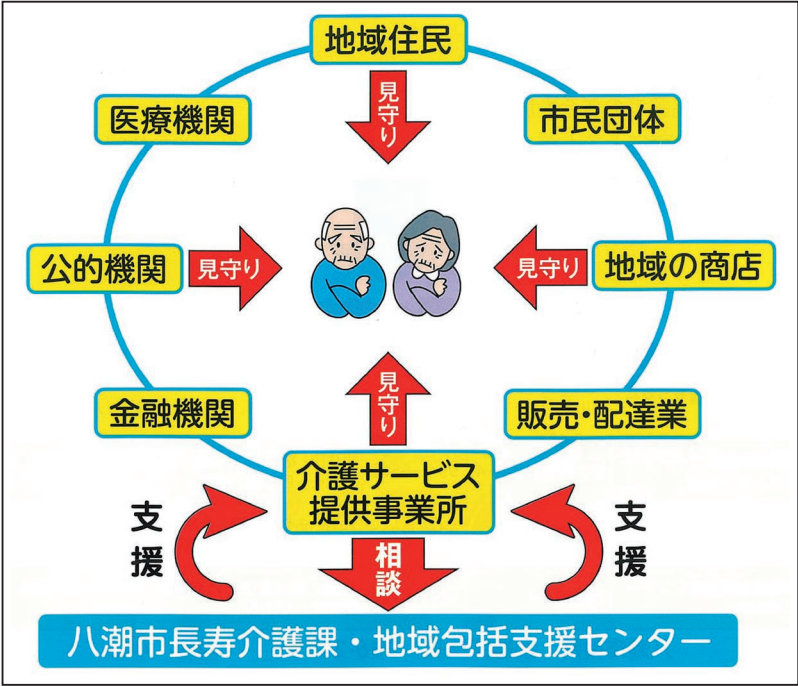 地域住民
見守り
医療機関
市民団体
公的機関
見守り
見守り
地域の商店
見守り
金融機関
販売・配達業
介護サービス
提供事業所
支援
相談
支援
八潮市長寿介護課・地域包括支援センター